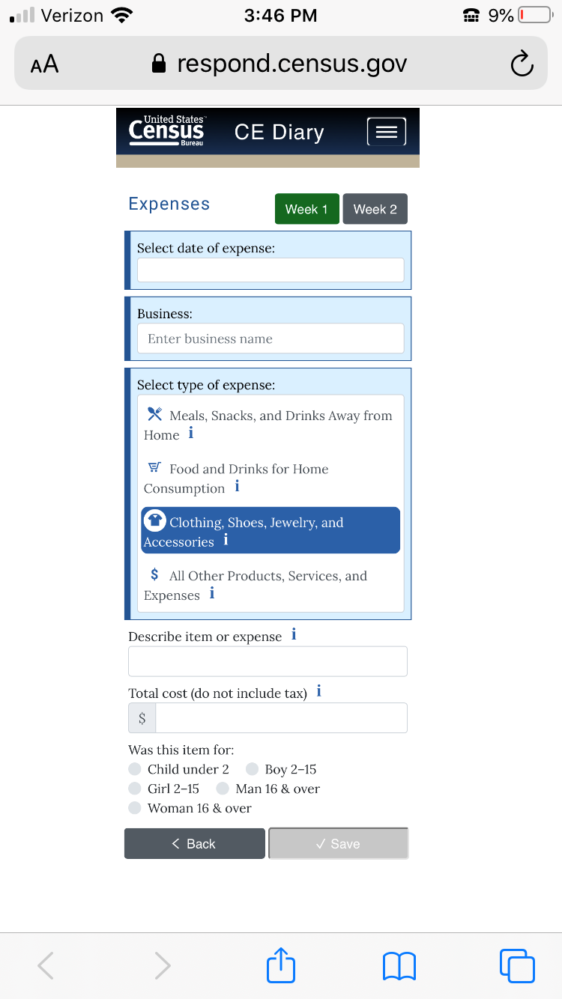 Verizon 3:46 PM 9%
AA respond.census.gov
United States™
Census
Bureau
CE Diary
Expenses Week 1 Week 2
Select date of expense:
Business:
Enter business name
Select type of expense:
Meals, Snacks, and Drinks Away from
Home i
Food and Drinks for Home
Consumption i
Clothing, Shoes, Jewelry, and
Accessories i
$ All Other Products, Services, and
Expenses i
Describe item or expense i
Total cost (do not include tax) i
$
Was this item for:
Child under 2 Boy 2–15
Girl 2–15 Man 16 & over
Woman 16 & over
< Back ✓ Save